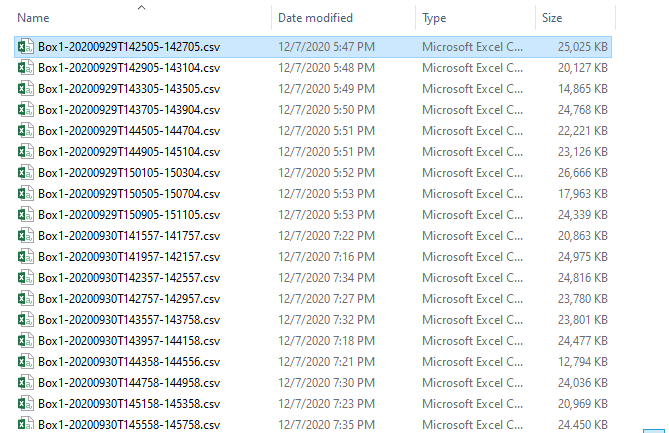 Name Date modified Type Size
Box1-20200929T142505-142705.csv 12/7/2020 5:47 PM Microsoft Excel C... 25,025 KB
Box1-20200929T142905-143104.csv 12/7/2020 5:48 PM Microsoft Excel C... 20,127 KB
Box1-20200929T143305-143505.csv 12/7/2020 5:49 PM Microsoft Excel C... 14,865 KB
Box1-20200929T143705-143904.csv 12/7/2020 5:50 PM Microsoft Excel C... 24,768 KB
Box1-20200929T144505-144704.csv 12/7/2020 5:51 PM Microsoft Excel C... 22,221 KB
Box1-20200929T144905-145104.csv 12/7/2020 5:51 PM Microsoft Excel C... 23,126 KB
Box1-20200929T150105-150304.csv 12/7/2020 5:52 PM Microsoft Excel C... 26,666 KB
Box1-20200929T150505-150704.csv 12/7/2020 5:53 PM Microsoft Excel C... 17,963 KB
Box1-20200929T150905-151105.csv 12/7/2020 5:53 PM Microsoft Excel C... 24,339 KB
Box1-20200930T141557-141757.csv 12/7/2020 7:22 PM Microsoft Excel C... 20,863 KB
Box1-20200930T141957-142157.csv 12/7/2020 7:16 PM Microsoft Excel C... 24,975 KB
Box1-20200930T142357-142557.csv 12/7/2020 7:34 PM Microsoft Excel C... 24,816 KB
Box1-20200930T142757-142957.csv 12/7/2020 7:27 PM Microsoft Excel C... 23,780 KB
Box1-20200930T143557-143758.csv 12/7/2020 7:32 PM Microsoft Excel C... 23,801 KB
Box1-20200930T143957-144158.csv 12/7/2020 7:18 PM Microsoft Excel C... 24,477 KB
Box1-20200930T144358-144556.csv 12/7/2020 7:21 PM Microsoft Excel C... 12,794 KB
Box1-20200930T144758-144958.csv 12/7/2020 7:30 PM Microsoft Excel C... 24,036 KB
Box1-20200930T145158-145358.csv 12/7/2020 7:23 PM Microsoft Excel C... 20,969 KB
Box1-20200930T145558-145758.csv 12/7/2020 7:35 PM Microsoft Excel C... 24,450 KB